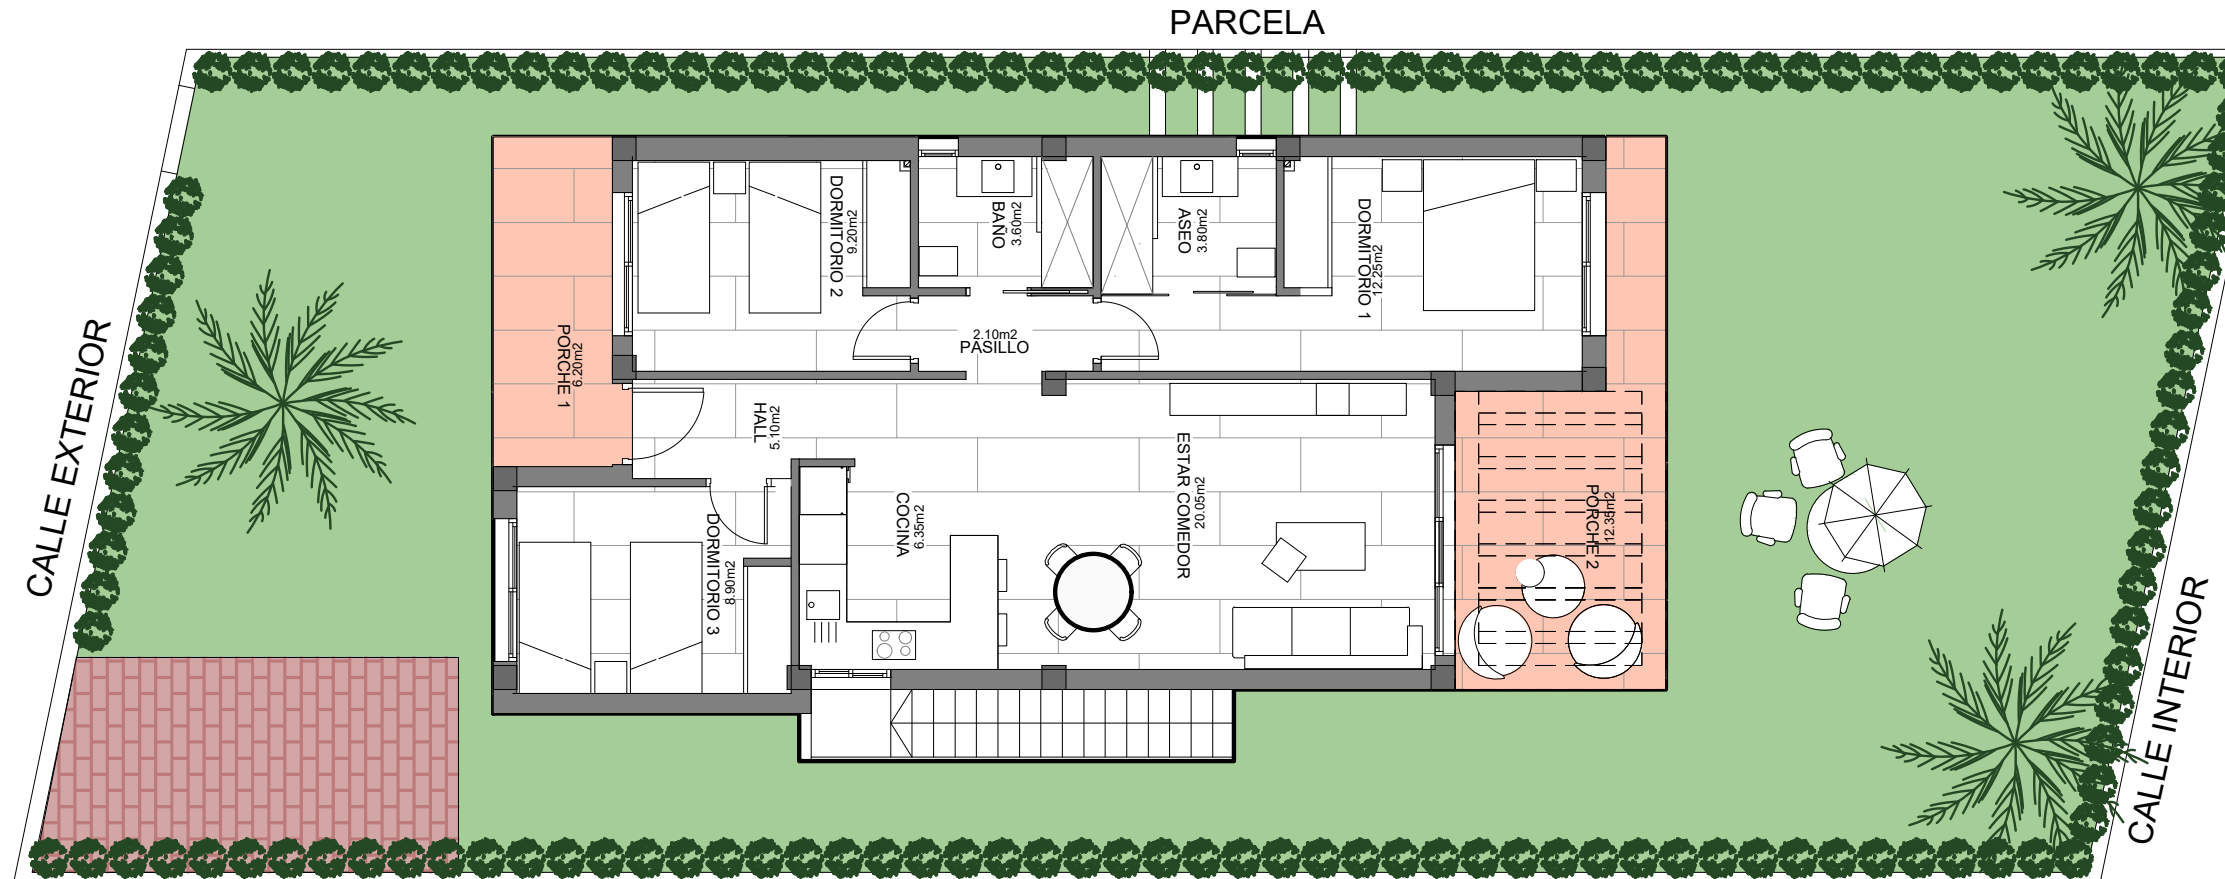 PARCELA
CALLE EXTERIOR
PORCHE 1
6.20m2
DORMITORIO 2
9.20m2
BAÑO
3.60m2
ASEO
3.80m2
DORMITORIO 1
12.25m2
2.10m2
PASILLO
HALL
5.10m2
DORMITORIO 3
8.90m2
COCINA
6.35m2
ESTAR COMEDOR
20.05m2
PORCHE 2
12.35m2
CALLE INTERIOR